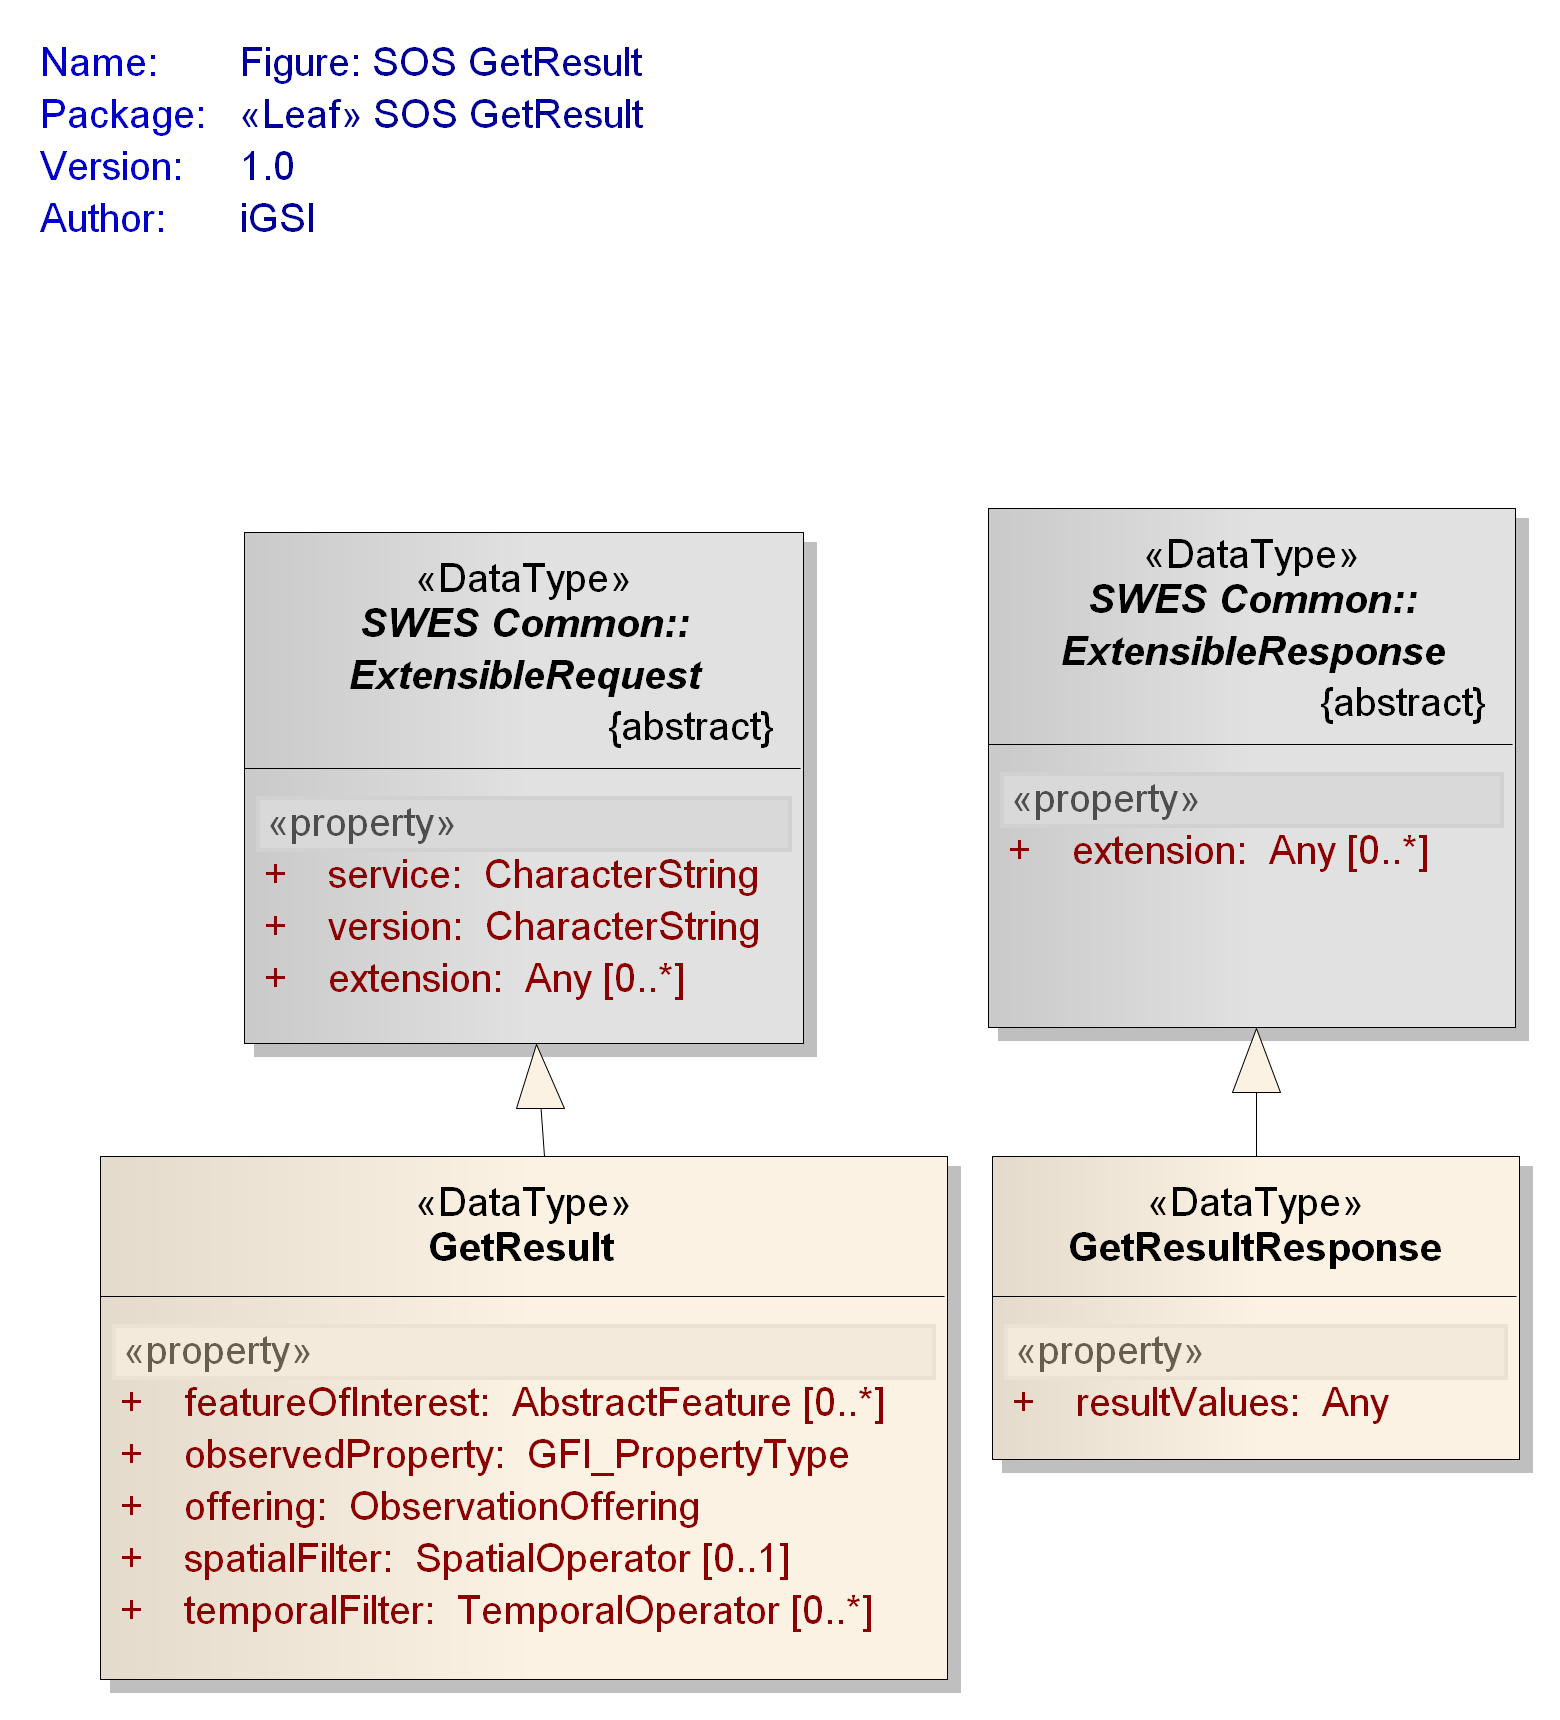 Name: Figure: SOS GetResult
Package: «Leaf» SOS GetResult
Version: 1.0
Author: iGSI
«DataType»
SWES Common::
ExtensibleRequest
{abstract}
«property»
+ service: CharacterString
+ version: CharacterString
+ extension: Any [0..*]
«DataType»
SWES Common::
ExtensibleResponse
{abstract}
«property»
+ extension: Any [0..*]
«DataType»
GetResult
«property»
+ featureOfInterest: AbstractFeature [0..*]
+ observedProperty: GFI_PropertyType
+ offering: ObservationOffering
+ spatialFilter: SpatialOperator [0..1]
+ temporalFilter: TemporalOperator [0..*]
«DataType»
GetResultResponse
«property»
+ resultValues: Any